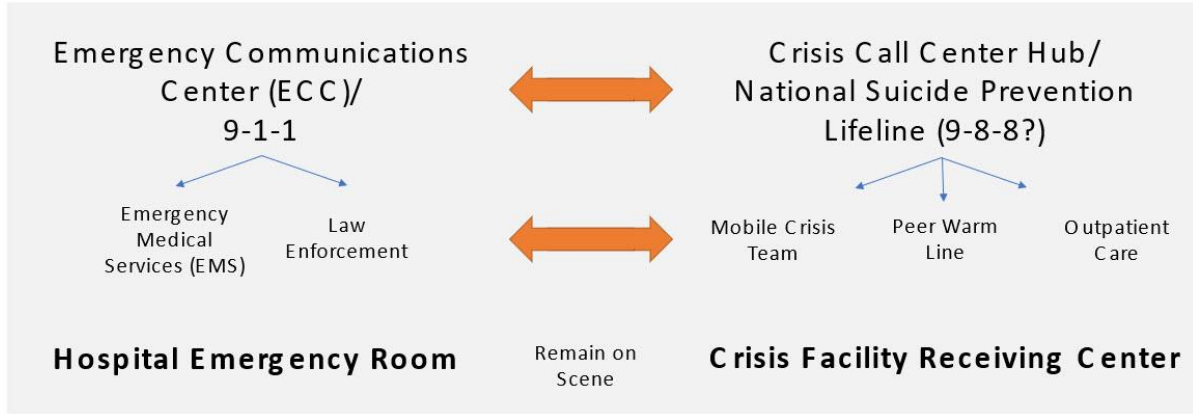 Emergency Communications
Center (ECC)/
9-1-1
Crisis Call Center Hub/
National Suicide Prevention
Lifeline (9-8-8?)
Emergency
Medical
Services (EMS)
Law
Enforcement
Mobile Crisis
Team
Peer Warm
Line
Outpatient
Care
Hospital Emergency Room
Remain on
Scene
Crisis Facility Receiving Center